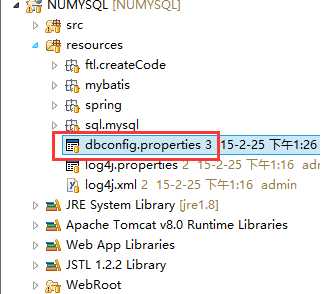 NUMYSQL
src
resources
ftl.createCode
mybatis
spring
sql.mysql
dbconfig.properties 3 15-2-25 下午1:26
log4j.properties 2 15-2-25 下午1:16 admin
log4j.xml 2 15-2-25 下午1:16 admin
JRE System Library [jre1.8]
Apache Tomcat v8.0 Runtime Libraries
Web App Libraries
JSTL 1.2.2 Library
WebRoot